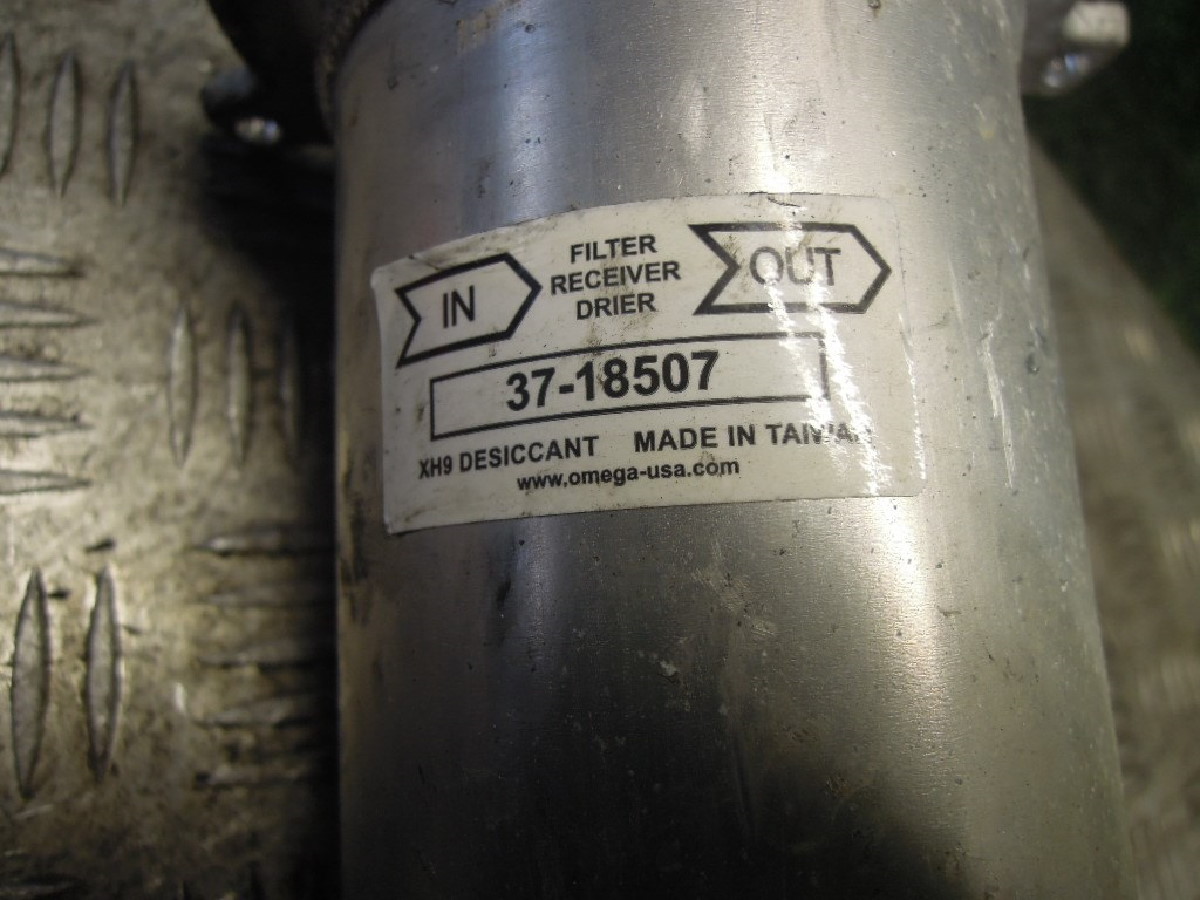 IN
FILTER
RECEIVER
DRIER
OUT
37-18507
XH9 DESICCANT MADE IN TAIWAN
www.omega-usa.com